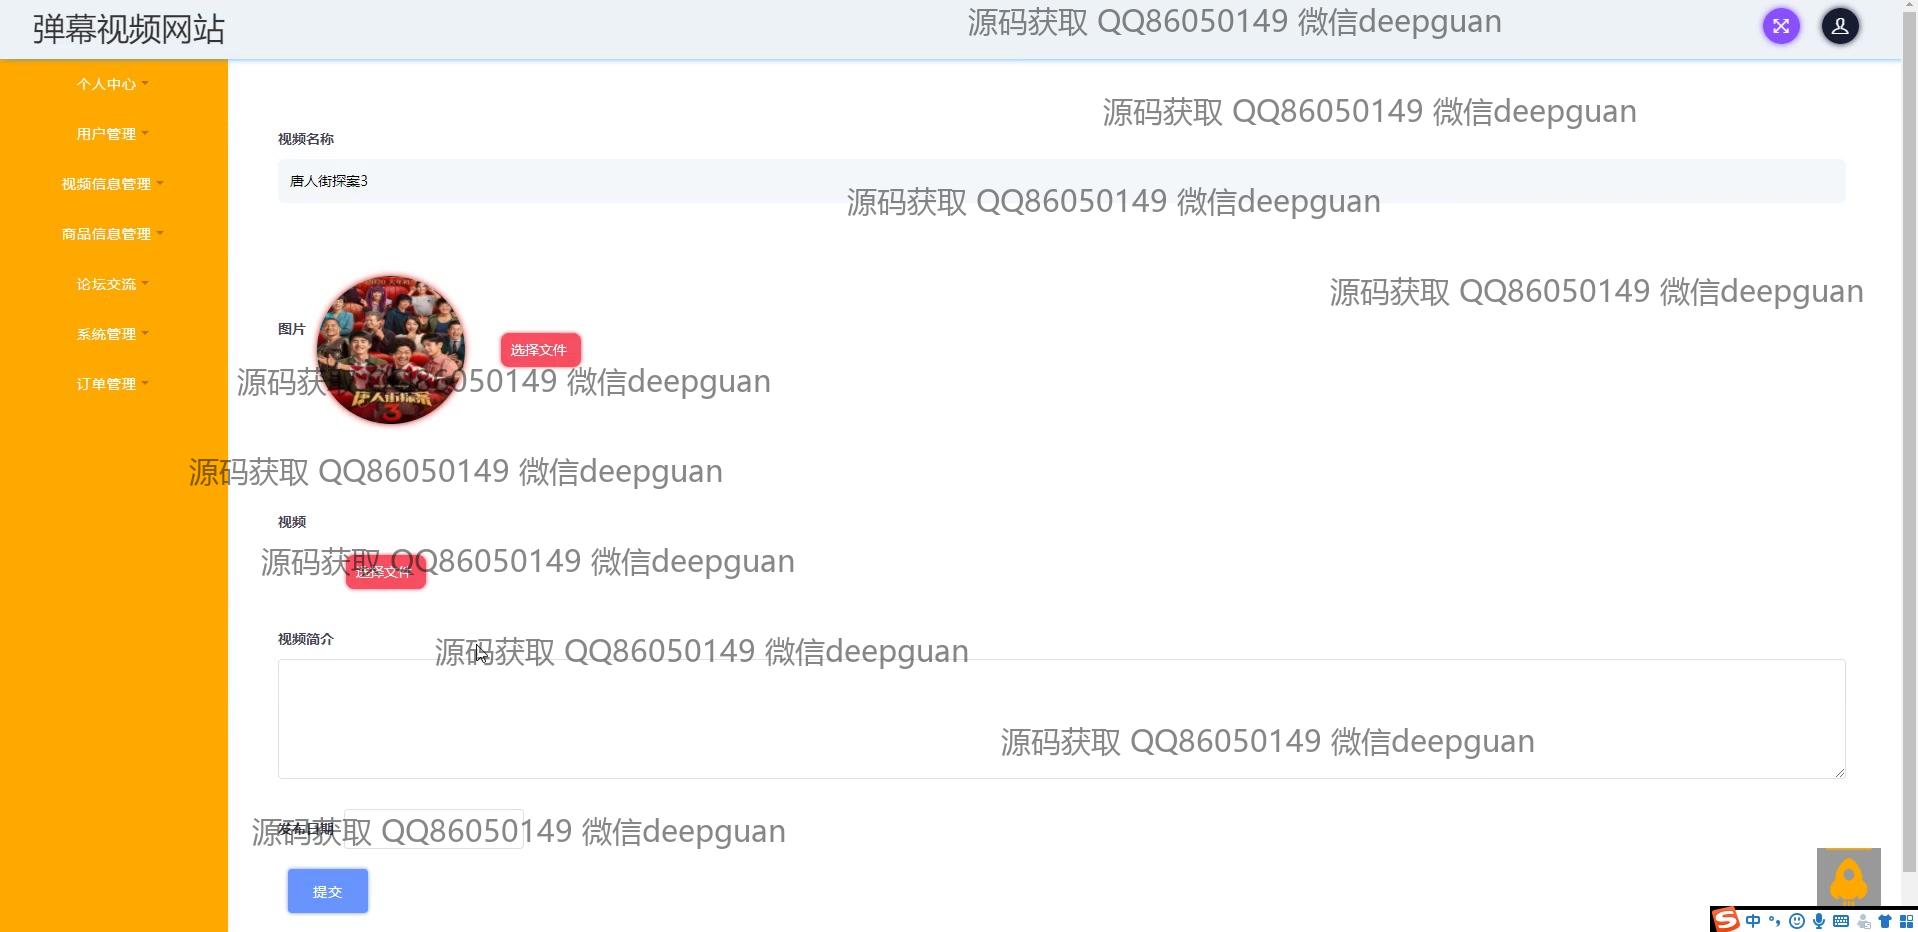 弹幕视频网站
源码获取 QQ86050149 微信deepguan
个人中心
源码获取 QQ86050149 微信deepguan
用户管理
视频名称
视频信息管理
唐人街探案3
源码获取 QQ86050149 微信deepguan
商品信息管理
论坛交流
源码获取 QQ86050149 微信deepguan
图片
系统管理
选择文件
唐人街探案
3
订单管理
源码获取 QQ86050149 微信deepguan
源码获取 QQ86050149 微信deepguan
视频
源码获取 QQ86050149 微信deepguan
选择文件
视频简介
源码获取 QQ86050149 微信deepguan
源码获取 QQ86050149 微信deepguan
发布日期
源码获取 QQ86050149 微信deepguan
提交
中